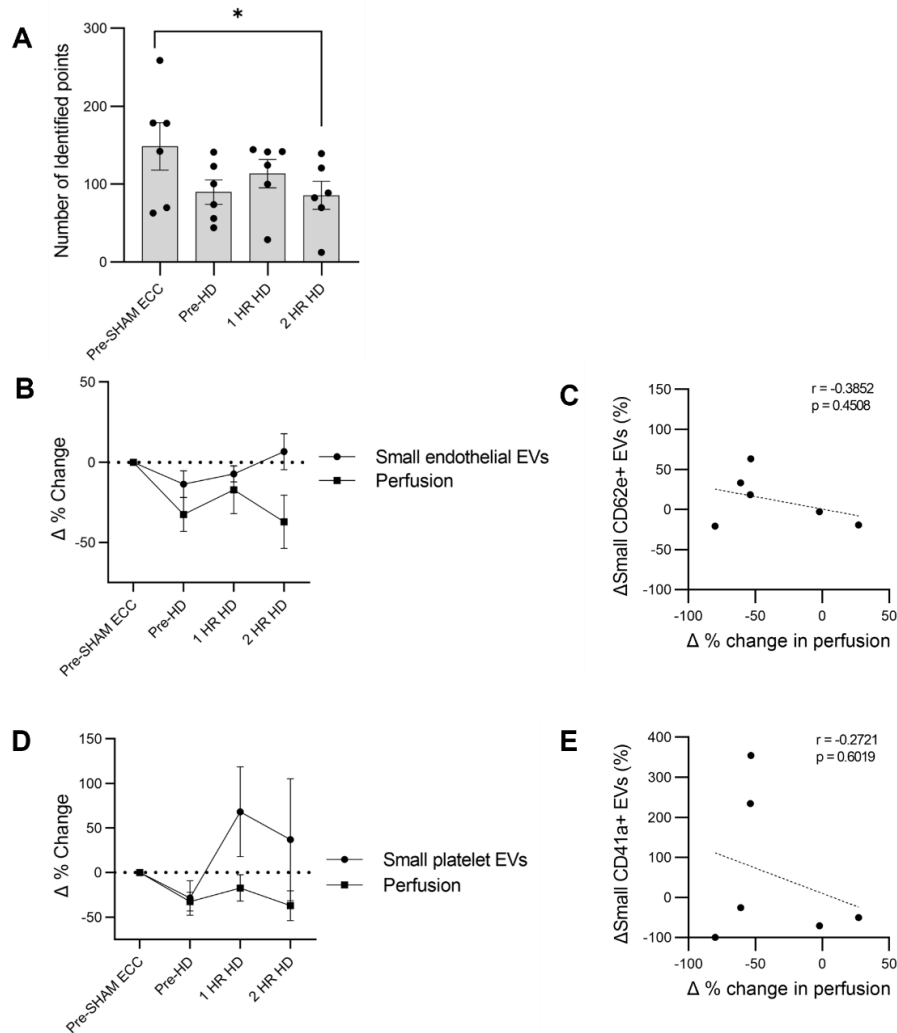 A
*
Number of Identified points
300
200
100
0
Pre-SHAM ECC
Pre-HD
1 HR HD
2 HR HD
B
Δ % Change
50
0
-50
Pre-SHAM ECC
Pre-HD
1 HR HD
2 HR HD
Small endothelial EVs
Perfusion
C
r = -0.3852
p = 0.4508
ΔSmall CD62e+ EVs (%)
150
100
50
0
-50
-100
-100
-50
0
50
Δ % change in perfusion
D
Δ % Change
150
100
50
0
-50
Pre-SHAM ECC
Pre-HD
1 HR HD
2 HR HD
Small platelet EVs
Perfusion
E
r = -0.2721
p = 0.6019
ΔSmall CD41a+ EVs (%)
400
300
200
100
0
-100
-100
-50
0
50
Δ % change in perfusion